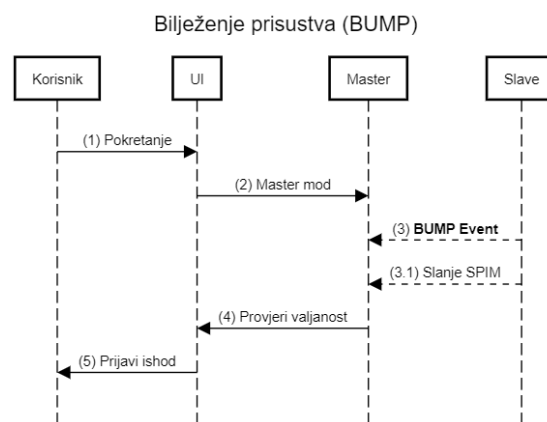 Bilježenje prisustva (BUMP)
Korisnik
UI
Master
Slave
(1) Pokretanje
(2) Master mod
(3) BUMP Event
(3.1) Slanje SPIM
(4) Provjeri valjanost
(5) Prijavi ishod